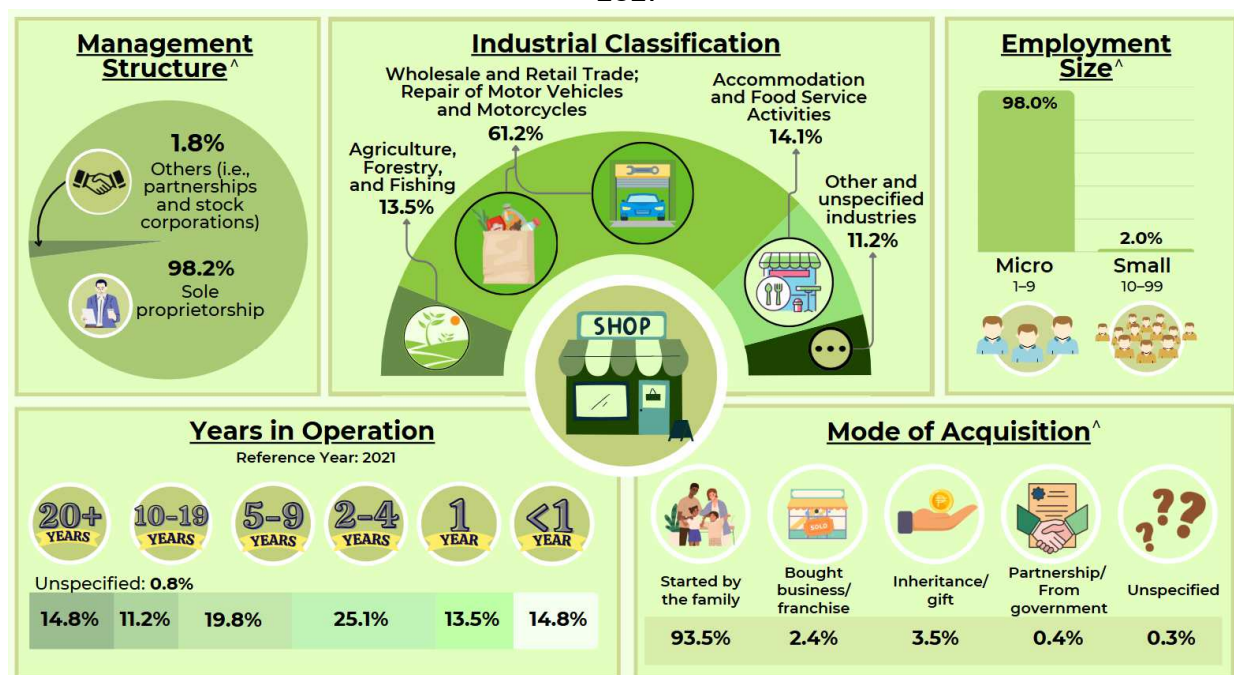 Management
Structure^
1.8%
Others (i.e.,
partnerships
and stock
corporations)
98.2%
Sole
proprietorship
Industrial Classification
Wholesale and Retail Trade;
Repair of Motor Vehicles
and Motorcycles
61.2%
Accommodation
and Food Service
Activities
14.1%
Agriculture,
Forestry,
and Fishing
13.5%
Other and
unspecified
industries
11.2%
SHOP
Employment
Size^
98.0%
2.0%
Micro
1–9
Small
10–99
Years in Operation
Reference Year: 2021
20+
YEARS
10-19
YEARS
5-9
YEARS
2-4
YEARS
1
YEAR
<1
YEAR
Unspecified: 0.8%
14.8% 11.2% 19.8% 25.1% 13.5% 14.8%
Mode of Acquisition^
SOLD
Started by
the family
Bought
business/
franchise
Inheritance/
gift
Partnership/
From
government
Unspecified
93.5% 2.4% 3.5% 0.4% 0.3%